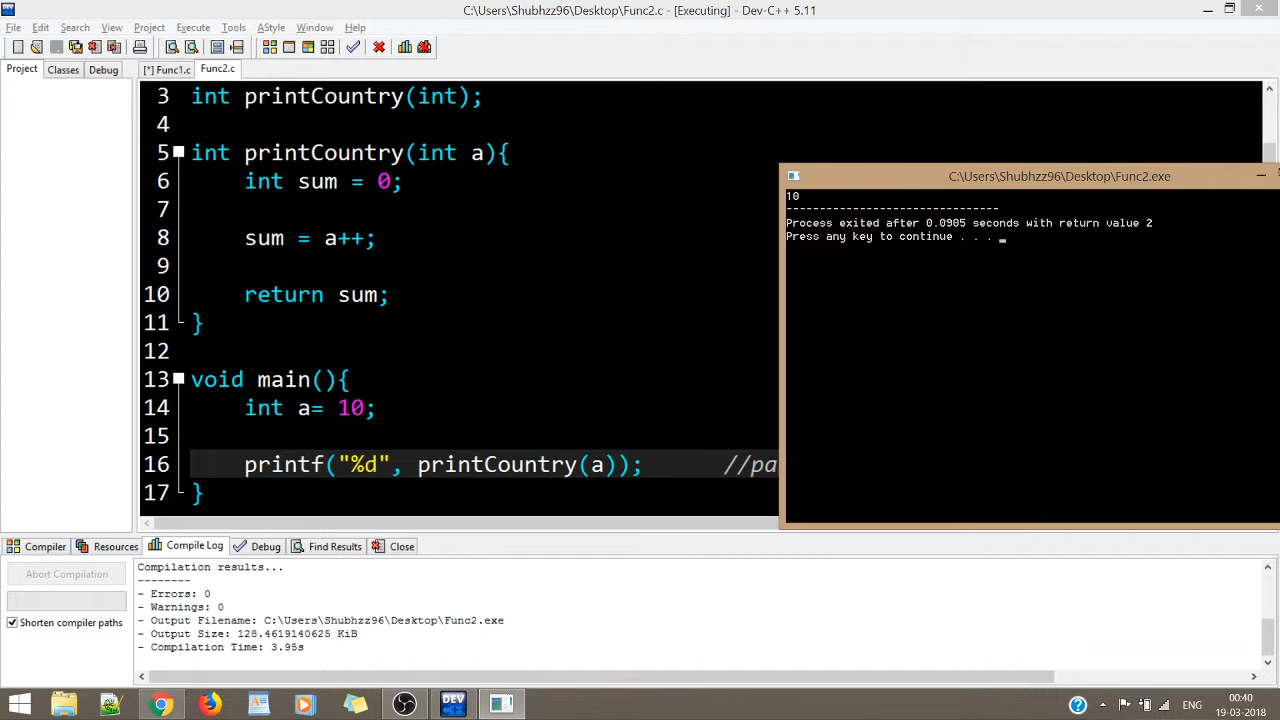 C:\Users\Shubhzz96\Desktop\Func2.c - [Executing] - Dev-C++ 5.11
File Edit Search View Project Execute Tools AStyle Window Help
Project Classes Debug [*] Func1.c Func2.c
3 int printCountry(int);
4
5 int printCountry(int a){
6 int sum = 0;
7
8 sum = a++;
9
10 return sum;
11 }
12
13 void main(){
14 int a= 10;
15
16 printf("%d", printCountry(a)); //pa
17 }
C:\Users\Shubhzz96\Desktop\Func2.exe
10
--------------------------------
Process exited after 0.0905 seconds with return value 2
Press any key to continue . . .
Compiler Resources Compile Log Debug Find Results Close
Abort Compilation
Shorten compiler paths
Compilation results...
--------
- Errors: 0
- Warnings: 0
- Output Filename: C:\Users\Shubhzz96\Desktop\Func2.exe
- Output Size: 128.4619140625 KiB
- Compilation Time: 3.95s
DEV
ENG
00:40
19-03-2018